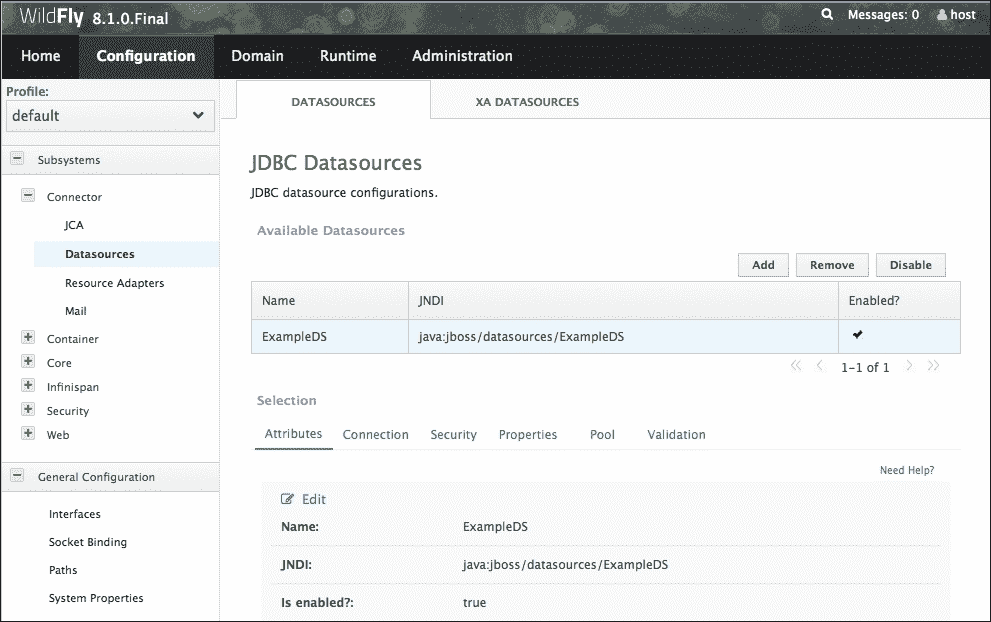 WildFly 8.1.0.Final
Messages: 0
host
Home
Configuration
Domain
Runtime
Administration
Profile:
default
Subsystems
Connector
JCA
Datasources
Resource Adapters
Mail
Container
Core
Infinispan
Security
Web
General Configuration
Interfaces
Socket Binding
Paths
System Properties
DATASOURCES
XA DATASOURCES
JDBC Datasources
JDBC datasource configurations.
Available Datasources
Add
Remove
Disable
Name
JNDI
Enabled?
ExampleDS
java:jboss/datasources/ExampleDS
1-1 of 1
Selection
Attributes
Connection
Security
Properties
Pool
Validation
Need Help?
Edit
Name: ExampleDS
JNDI: java:jboss/datasources/ExampleDS
Is enabled?: true